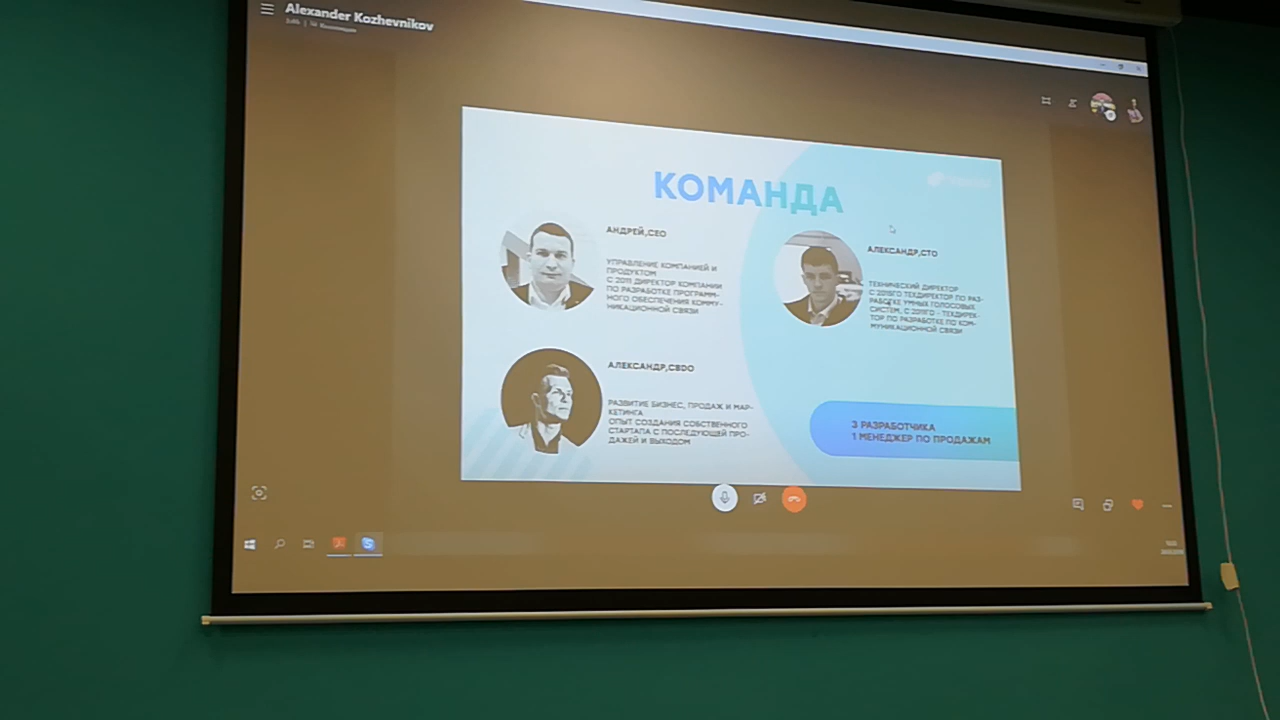 Alexander Kozhevnikov
КОМАНДА
АНДРЕЙ,CEO
УПРАВЛЕНИЕ КОМПАНИЕЙ И
ПРОДУКТОМ
С 2011 ДИРЕКТОР КОМПАНИИ
ПО РАЗРАБОТКЕ ПРОГРАММ-
НОГО ОБЕСПЕЧЕНИЯ КОММУ-
НИКАЦИОННОЙ СВЯЗИ
АЛЕКСАНДР,CTO
ТЕХНИЧЕСКИЙ ДИРЕКТОР
ТЕХДИРЕКТОР ПО РАЗ-
РАБОТКЕ УМНЫХ ГОЛОСОВЫХ
СИСТЕМ, С - ТЕХДИРЕК-
ТОР ПО РАЗРАБОТКЕ ПО КОМ-
МУНИКАЦИОННОЙ СВЯЗИ
АЛЕКСАНДР,CBDO
РАЗВИТИЕ БИЗНЕС, ПРОДАЖ И МАР-
КЕТИНГА
ОПЫТ СОЗДАНИЯ СОБСТВЕННОГО
СТАРТАПА С ПОСЛЕДУЮЩЕЙ ПРО-
ДАЖЕЙ И ВЫХОДОМ
3 РАЗРАБОТЧИКА
1 МЕНЕДЖЕР ПО ПРОДАЖАМ